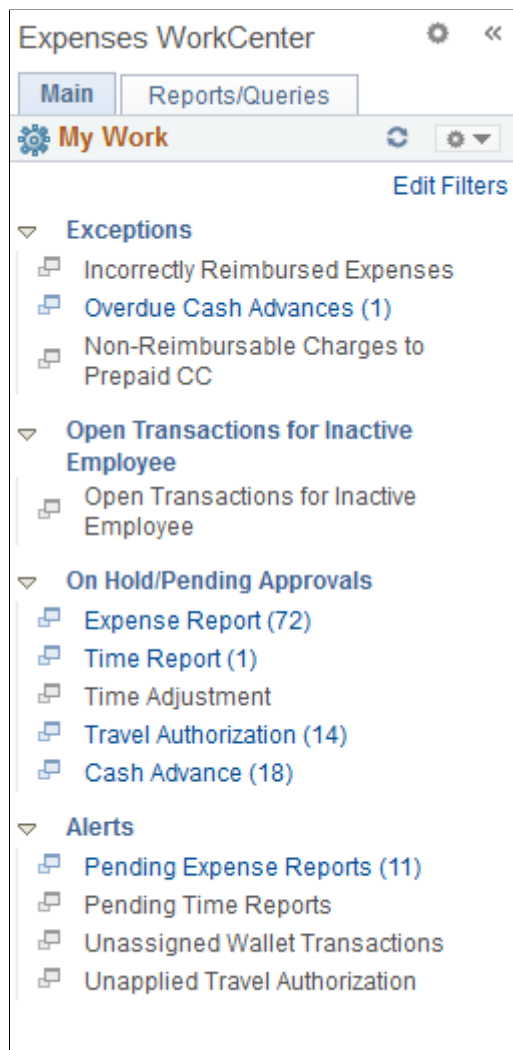 Expenses WorkCenter
Main
Reports/Queries
My Work
Edit Filters
Exceptions
Incorrectly Reimbursed Expenses
Overdue Cash Advances (1)
Non-Reimbursable Charges to
Prepaid CC
Open Transactions for Inactive
Employee
Open Transactions for Inactive
Employee
On Hold/Pending Approvals
Expense Report (72)
Time Report (1)
Time Adjustment
Travel Authorization (14)
Cash Advance (18)
Alerts
Pending Expense Reports (11)
Pending Time Reports
Unassigned Wallet Transactions
Unapplied Travel Authorization